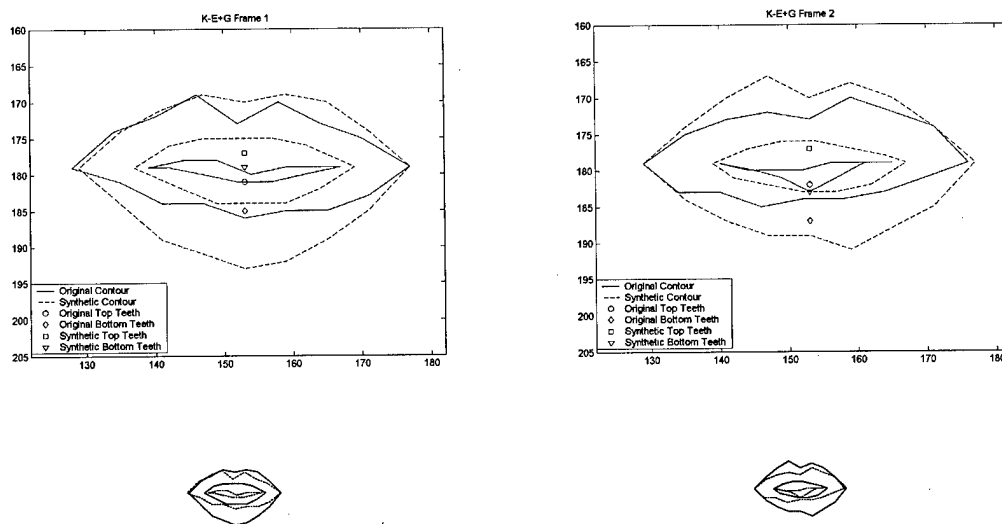 K-E+G Frame 1
160
165
170
175
180
185
190
195
200
205
Original Contour
Synthetic Contour
Original Top Teeth
Original Bottom Teeth
Synthetic Top Teeth
Synthetic Bottom Teeth
130 140 150 160 170 180
K-E+G Frame 2
160
165
170
175
180
185
190
195
200
205
Original Contour
Synthetic Contour
Original Top Teeth
Original Bottom Teeth
Synthetic Top Teeth
Synthetic Bottom Teeth
130 140 150 160 170 180